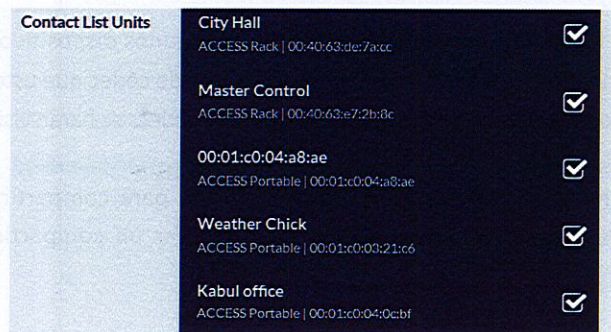 Contact List Units
City Hall
ACCESS Rack | 00:40:63:de:7a:cc
Master Control
ACCESS Rack | 00:40:63:e7:2b:8c
00:01:c0:04:a8:ae
ACCESS Portable | 00:01:c0:04:a8:ae
Weather Chick
ACCESS Portable | 00:01:c0:03:21:c6
Kabul office
ACCESS Portable | 00:01:c0:04:0c:bf